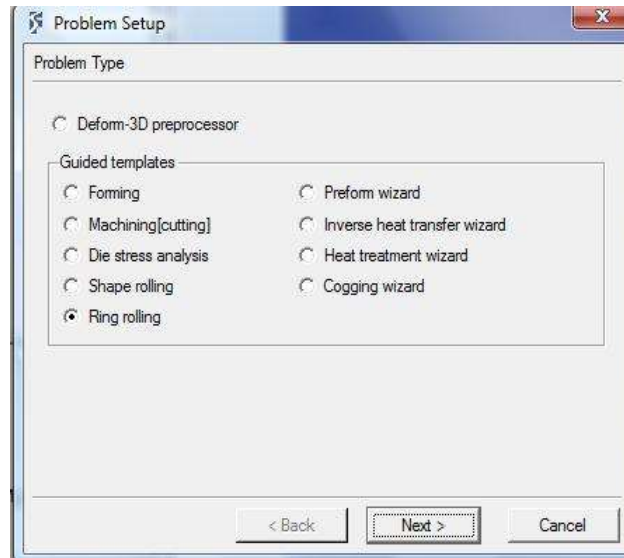 Problem Setup
Problem Type
Deform-3D preprocessor
Guided templates
Forming
Machining[cutting]
Die stress analysis
Shape rolling
Ring rolling
Preform wizard
Inverse heat transfer wizard
Heat treatment wizard
Cogging wizard
< Back
Next >
Cancel